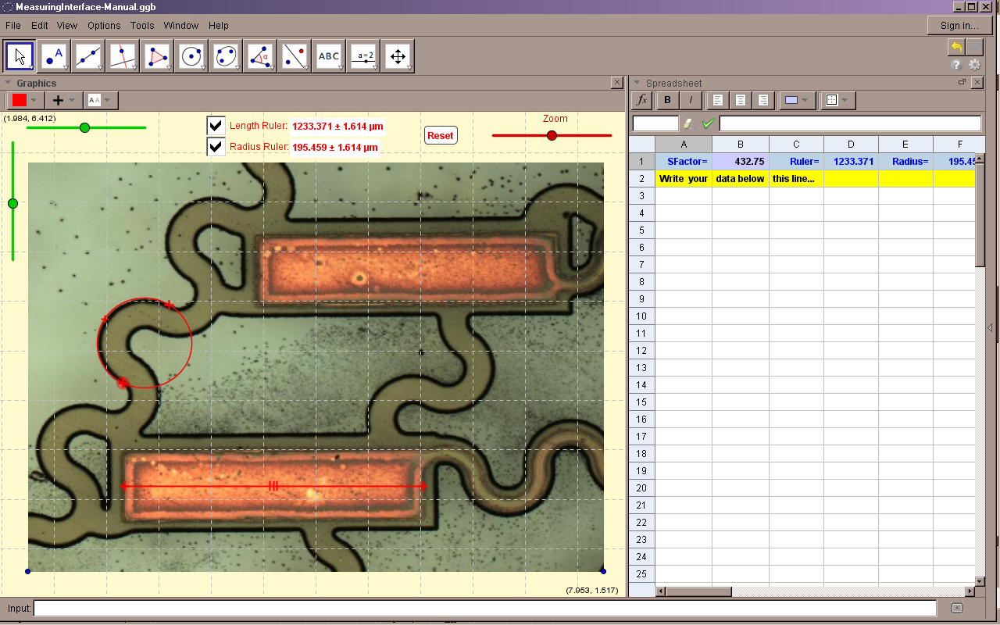 MeasuringInterface-Manual.ggb
File Edit View Options Tools Window Help
Sign in...
A
α
ABC
a=2
Graphics
Spreadsheet
A A
fx B I
(1.984, 6.412)
Length Ruler: 1233.371 ± 1.614 µm
Radius Ruler: 195.459 ± 1.614 µm
Reset
Zoom
A B C D E F
1 SFactor= 432.75 Ruler= 1233.371 Radius= 195.45
2 Write your data below this line...
3
4
5
6
7
8
9
10
11
12
13
14
15
16
17
18
19
20
21
22
23
24
25
(7.953, 1.517)
Input: